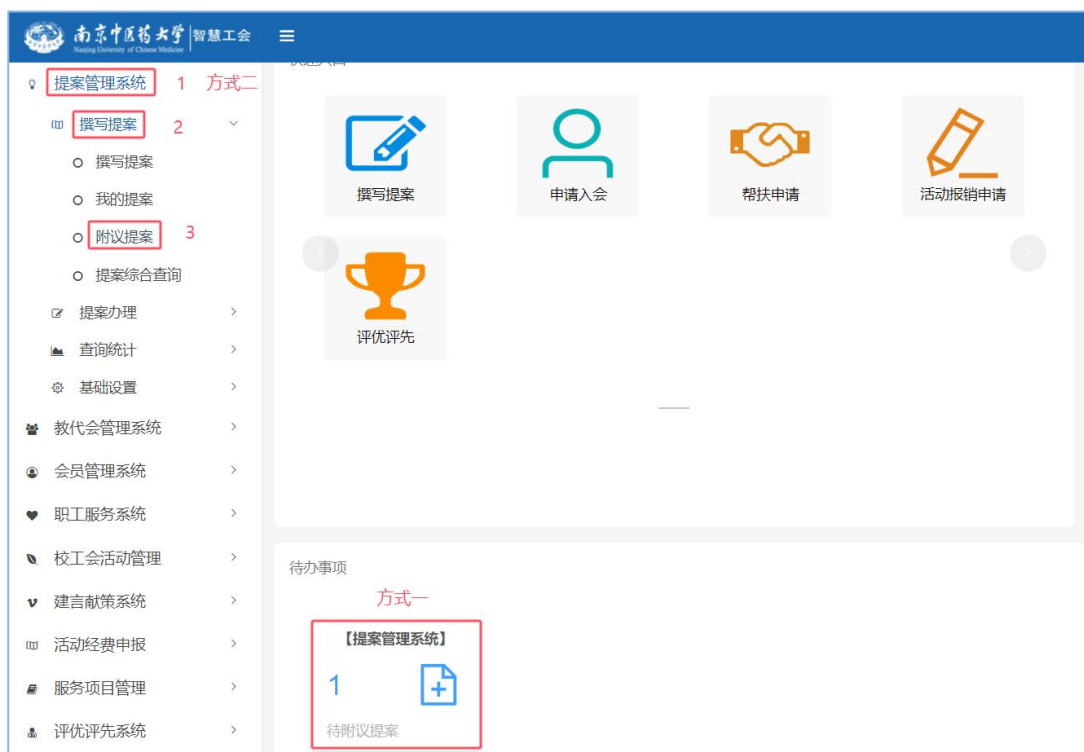 南京中医药大学 智慧工会
Nanjing University of Chinese Medicine
提案管理系统 1 方式二
撰写提案 2
撰写提案
我的提案
附议提案 3
提案综合查询
提案办理
查询统计
基础设置
教代会管理系统
会员管理系统
职工服务系统
校工会活动管理
建言献策系统
活动经费申报
服务项目管理
评优评先系统
撰写提案
申请入会
帮扶申请
活动报销申请
评优评先
待办事项
方式一
【提案管理系统】
1
待附议提案